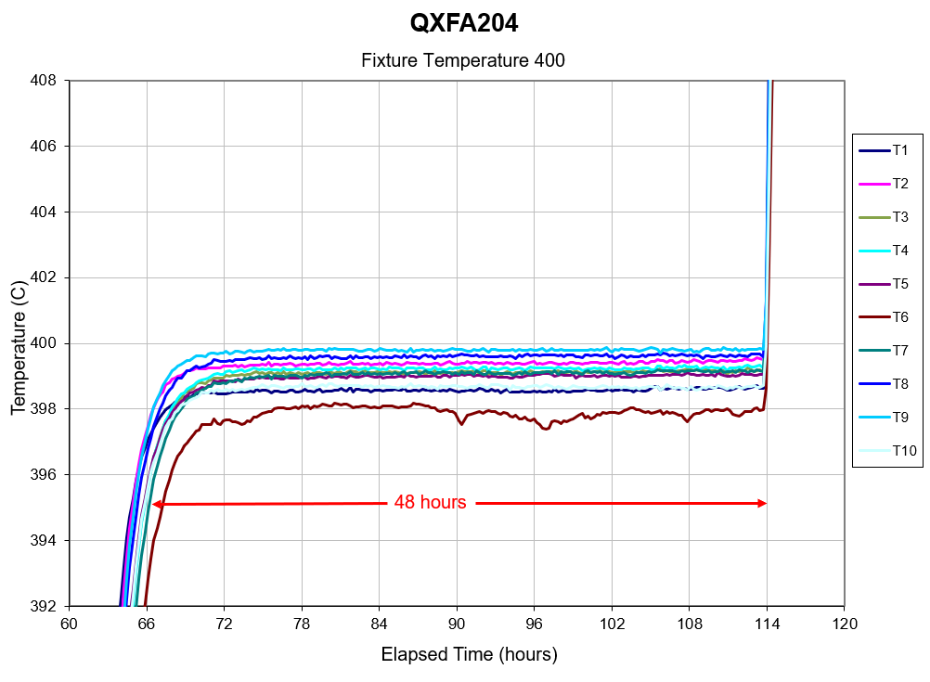 QXFA204
Fixture Temperature 400
Temperature (C)
408
406
404
402
400
398
396
394
392
48 hours
60 66 72 78 84 90 96 102 108 114 120
Elapsed Time (hours)
T1
T2
T3
T4
T5
T6
T7
T8
T9
T10